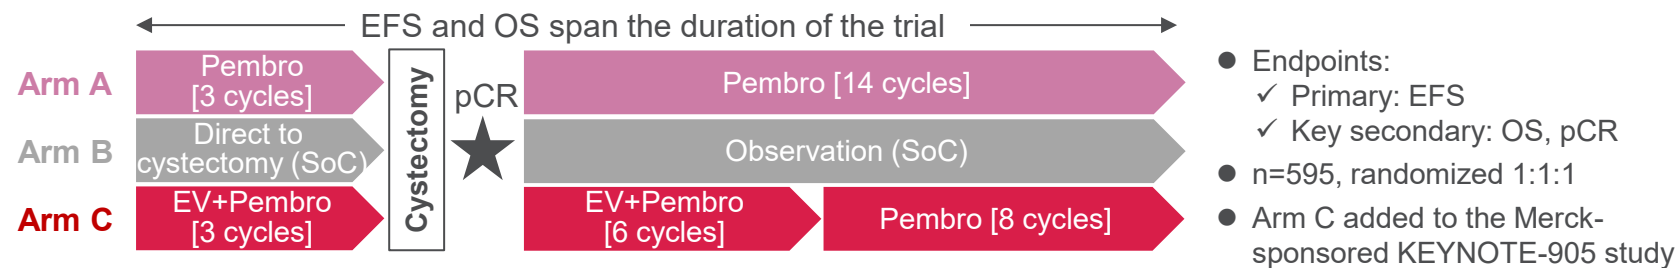 EFS and OS span the duration of the trial
Arm A
Pembro
[3 cycles]
Cystectomy
pCR
Pembro [14 cycles]
Arm B
Direct to
cystectomy (SoC)
Observation (SoC)
Arm C
EV+Pembro
[3 cycles]
EV+Pembro
[6 cycles]
Pembro [8 cycles]
● Endpoints:
✓ Primary: EFS
✓ Key secondary: OS, pCR
● n=595, randomized 1:1:1
● Arm C added to the Merck-
sponsored KEYNOTE-905 study